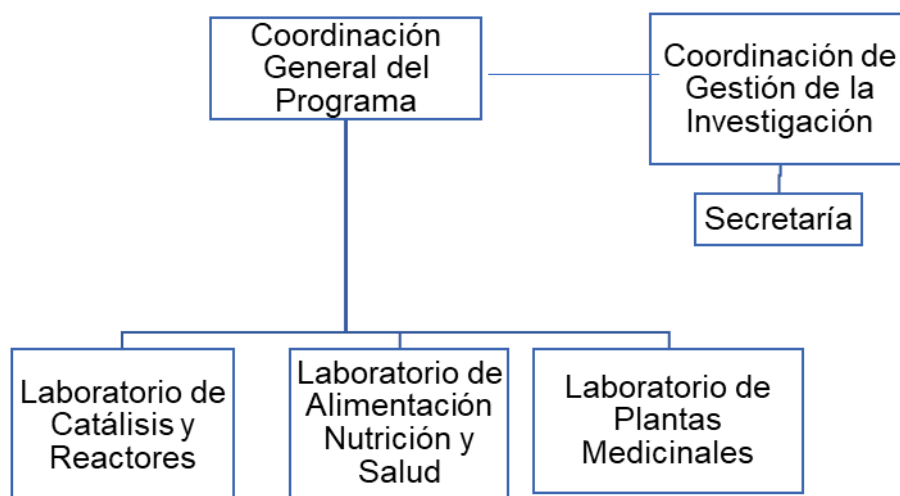 Coordinación
General del
Programa
Coordinación de
Gestión de la
Investigación
Secretaría
Laboratorio de
Catálisis y
Reactores
Laboratorio de
Alimentación
Nutrición y
Salud
Laboratorio de
Plantas
Medicinales